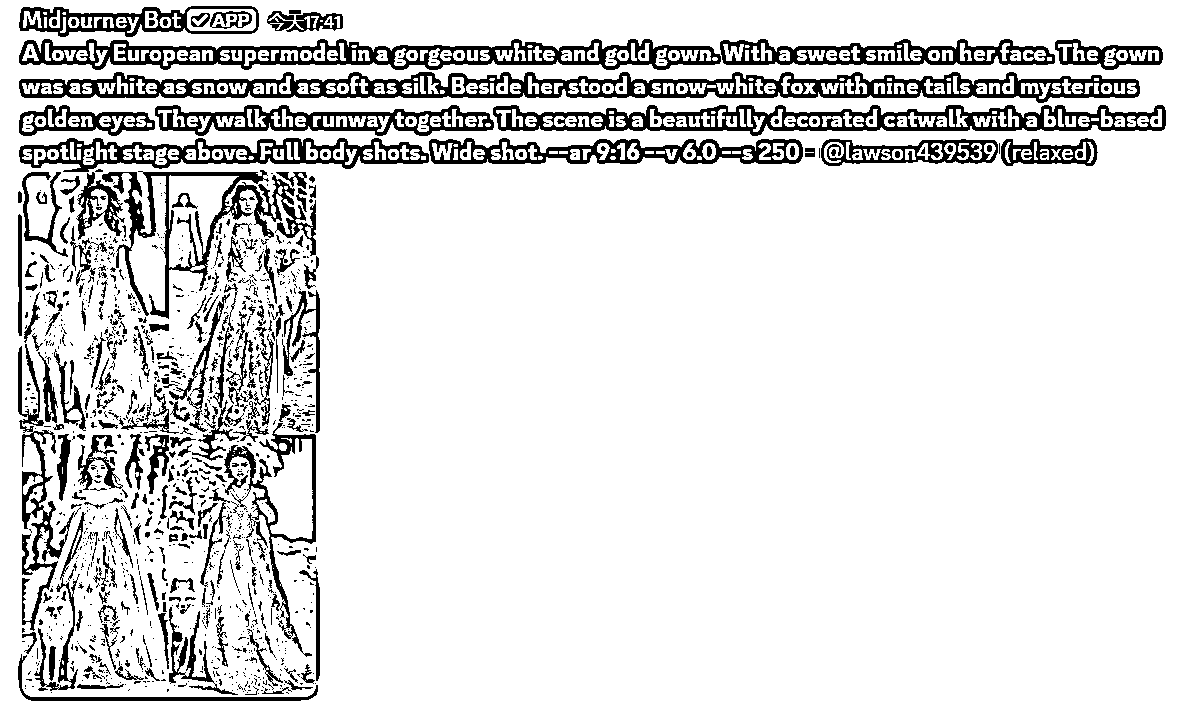 Midjourney Bot ✓APP 今天17:41
A lovely European supermodel in a gorgeous white and gold gown. With a sweet smile on her face. The gown
was as white as snow and as soft as silk. Beside her stood a snow-white fox with nine tails and mysterious
golden eyes. They walk the runway together. The scene is a beautifully decorated catwalk with a blue-based
spotlight stage above. Full body shots. Wide shot. --ar 9:16 --v 6.0 --s 250 - @lawson439539 (relaxed)